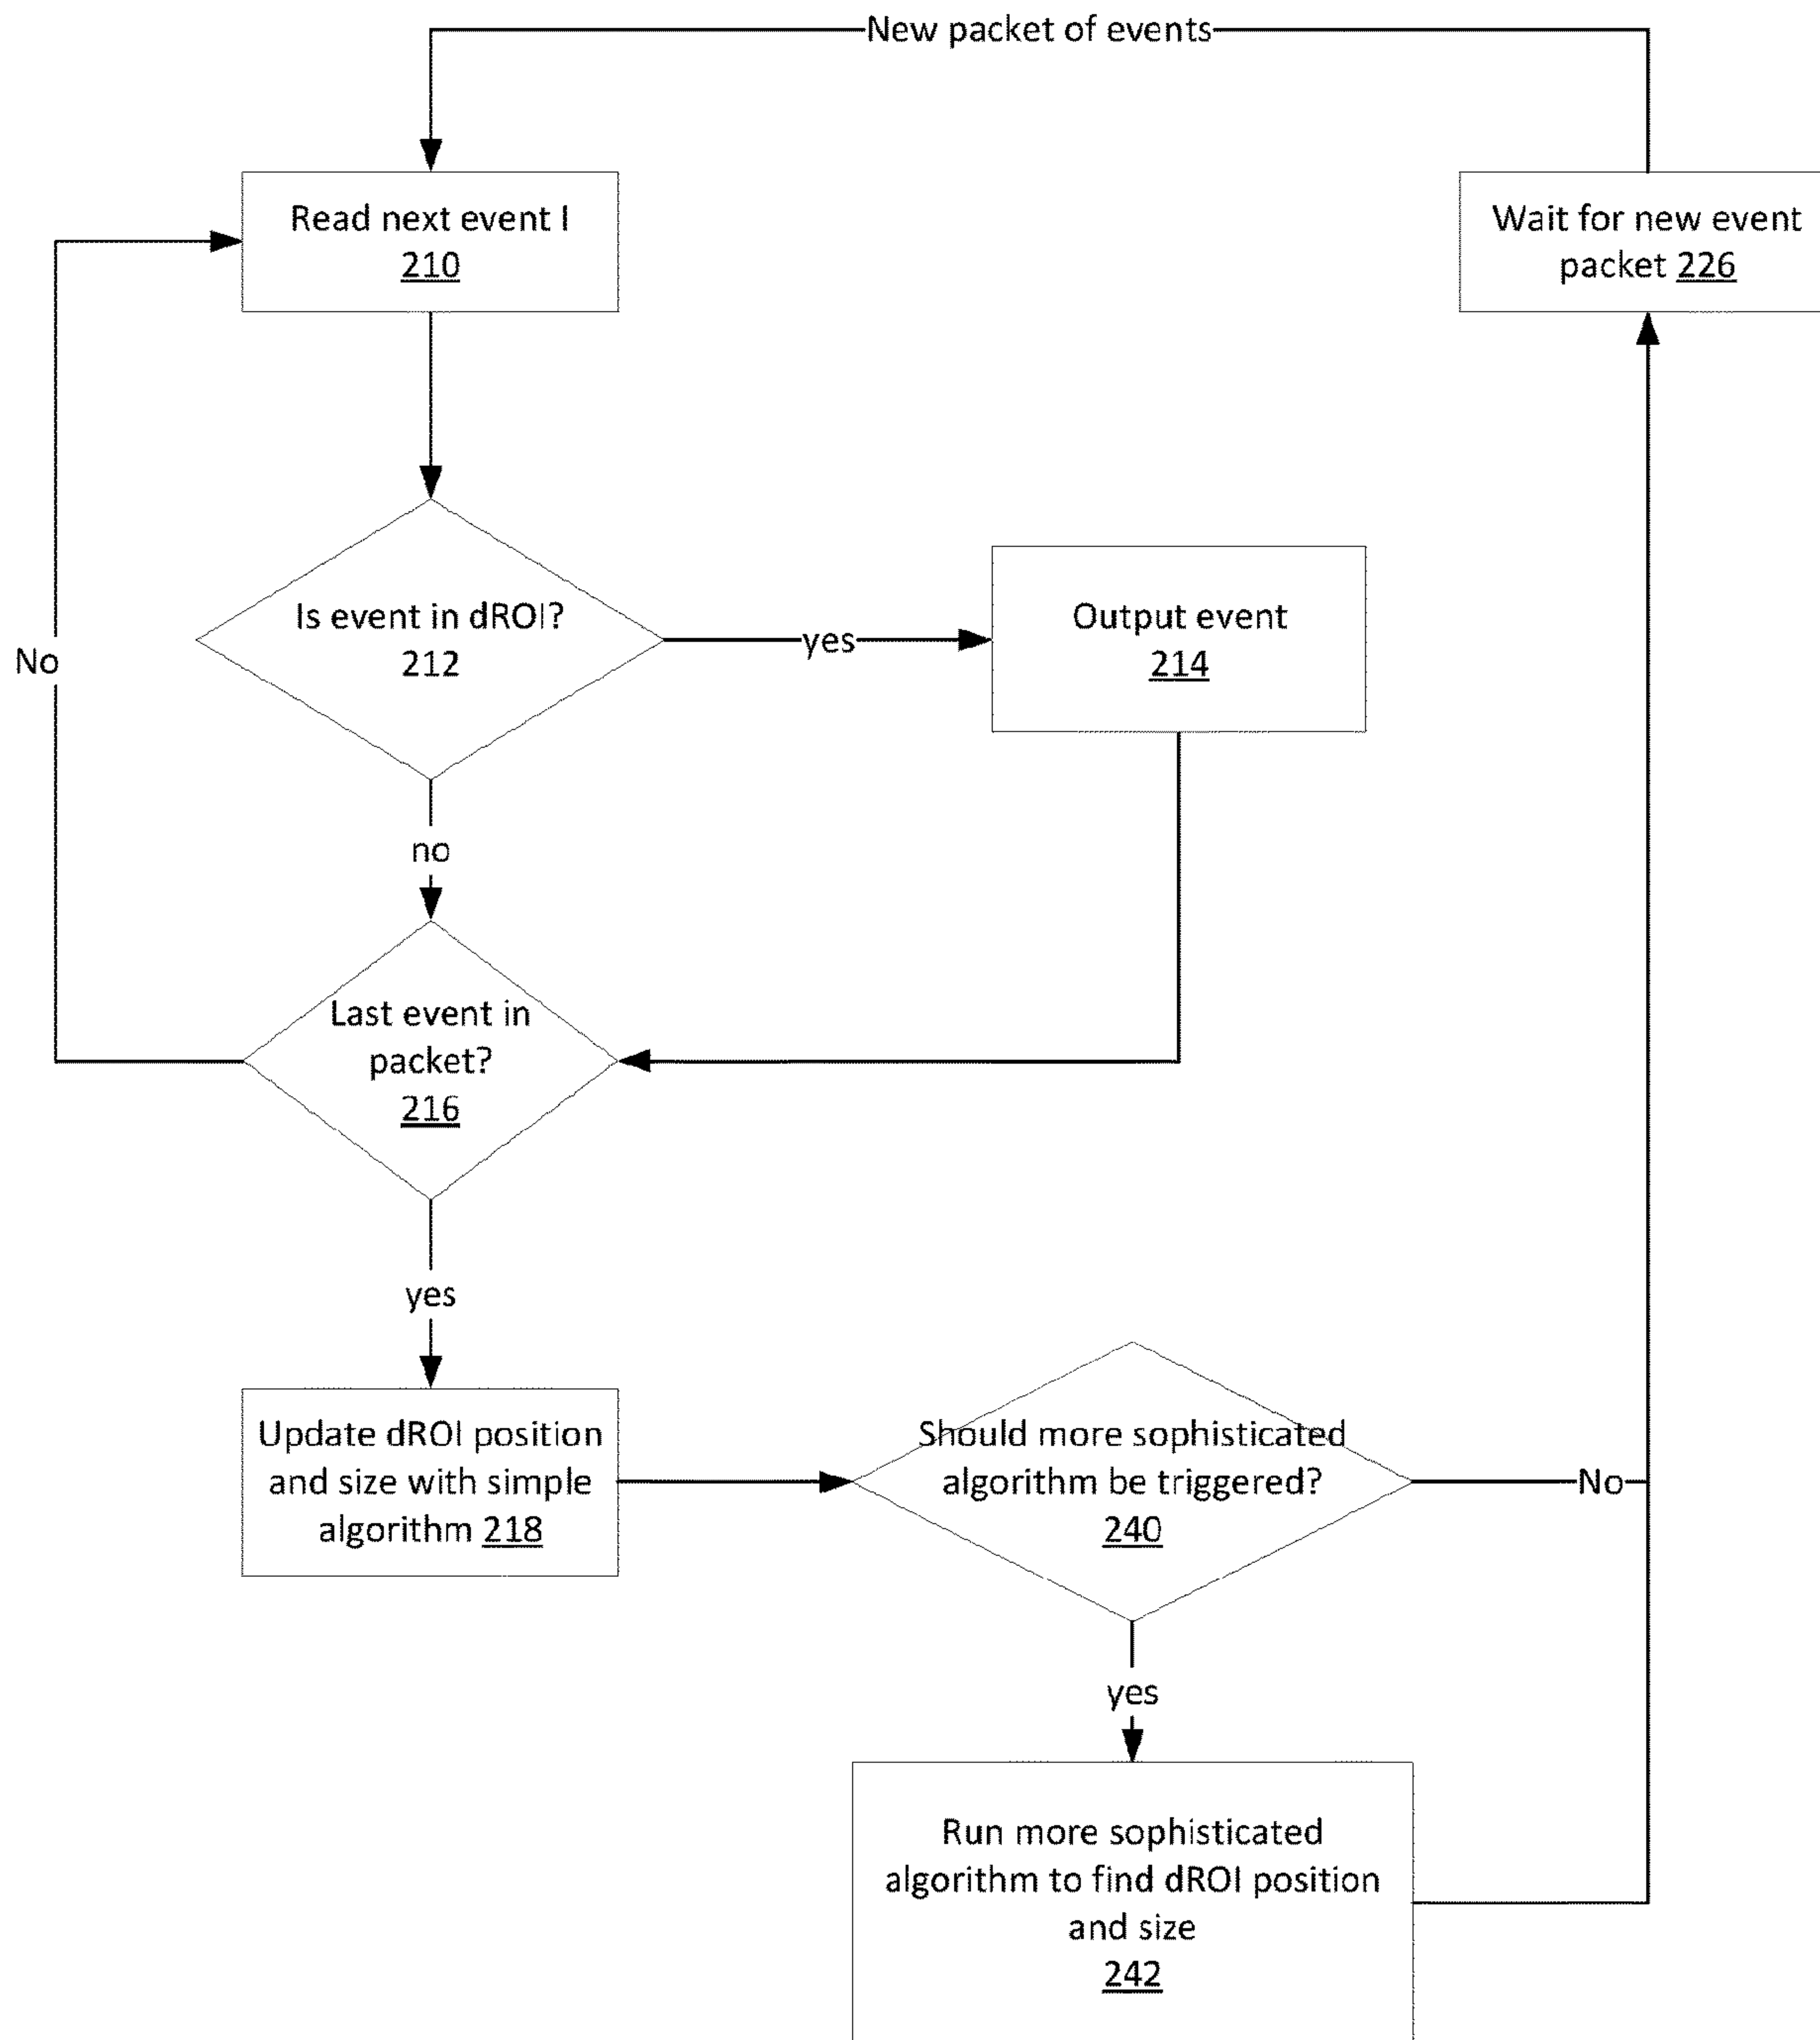 New packet of events
Read next event I
210
Wait for new event
packet 226
Is event in dROI?
212
yes
Output event
214
No
no
Last event in
packet?
216
yes
Update dROI position
and size with simple
algorithm 218
Should more sophisticated
algorithm be triggered?
240
No
yes
Run more sophisticated
algorithm to find dROI position
and size
242